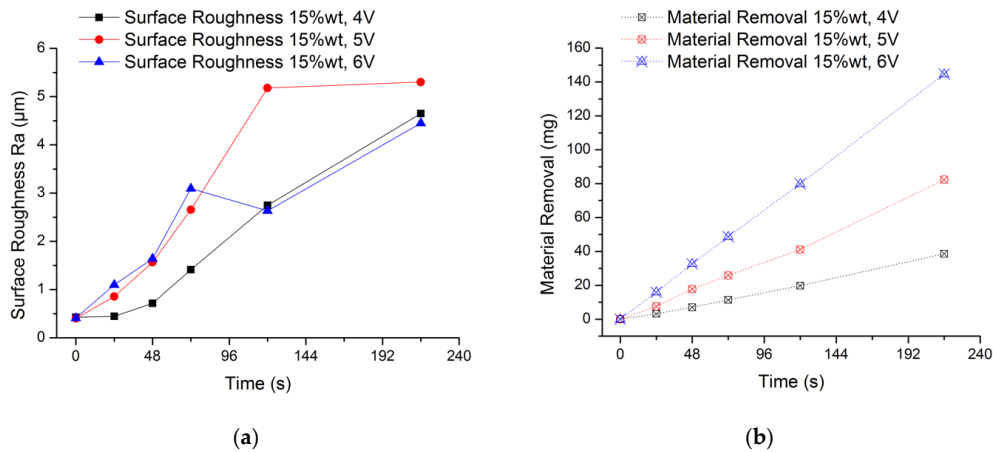 Surface Roughness 15%wt, 4V
Surface Roughness 15%wt, 5V
Surface Roughness 15%wt, 6V
6
5
4
3
2
1
0
Surface Roughness Ra (μm)
0 48 96 144 192 240
Time (s)
(a)
Material Removal 15%wt, 4V
Material Removal 15%wt, 5V
Material Removal 15%wt, 6V
160
140
120
100
80
60
40
20
0
Material Removal (mg)
0 48 96 144 192 240
Time (s)
(b)